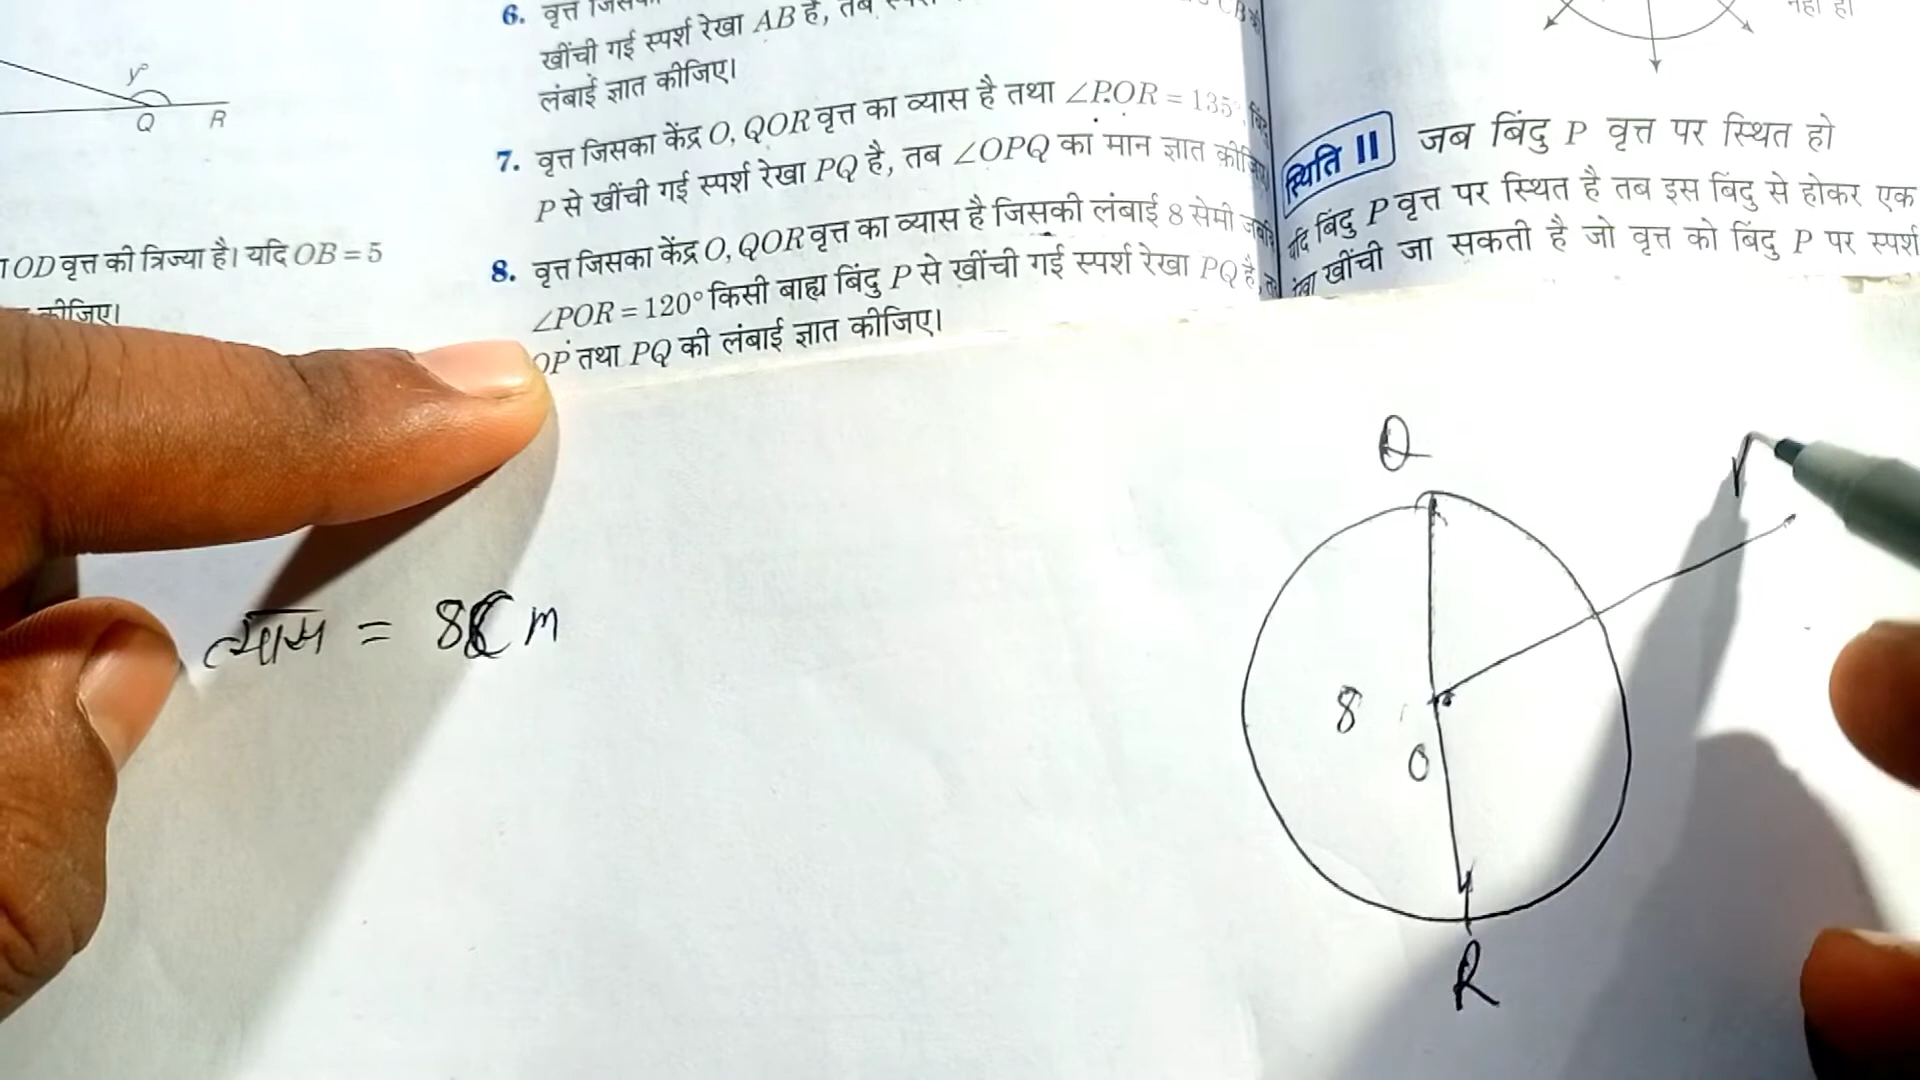 y°
Q R
OD वृत्त की त्रिज्या है। यदि OB = 5
कीजिए।
6. वृत्त
खींची गई स्पर्श रेखा AB है, तब
लंबाई ज्ञात कीजिए।
7. वृत्त जिसका केंद्र O, QOR वृत्त का व्यास है तथा ∠POR = 135°,
P से खींची गई स्पर्श रेखा PQ है, तब ∠OPQ का मान ज्ञात कीजिए।
8. वृत्त जिसका केंद्र O, QOR वृत्त का व्यास है जिसकी लंबाई 8 सेमी
∠POR = 120° किसी बाह्य बिंदु P से खींची गई स्पर्श रेखा PQ है,
OP तथा PQ की लंबाई ज्ञात कीजिए।
नहीं हो
स्थिति II जब बिंदु P वृत्त पर स्थित हो
यदि बिंदु P वृत्त पर स्थित है तब इस बिंदु से होकर एक
खींची जा सकती है जो वृत्त को बिंदु P पर स्पर्श
व्यास = 8Cm
Q
8
O
R